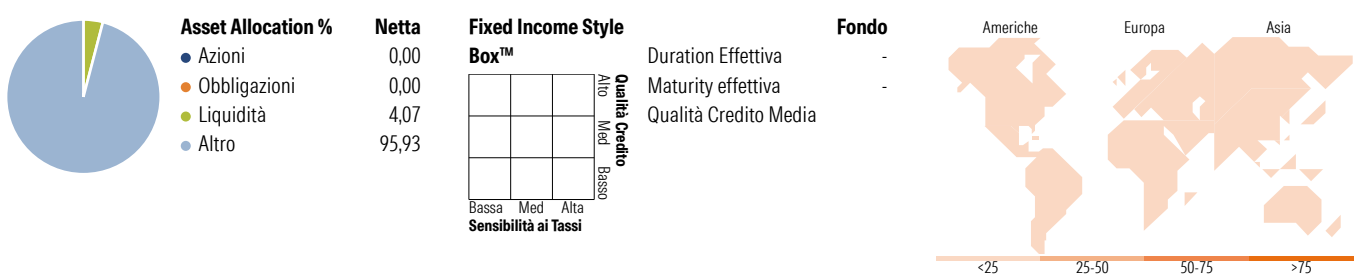 Asset Allocation % Netta
Azioni 0,00
Obbligazioni 0,00
Liquidità 4,07
Altro 95,93
Fixed Income Style
Box™
Fondo
Duration Effettiva -
Maturity effettiva -
Qualità Credito Media
Alto Med Basso
Qualità Credito
Bassa Med Alta
Sensibilità ai Tassi
Americhe Europa Asia
<25 25-50 50-75 >75